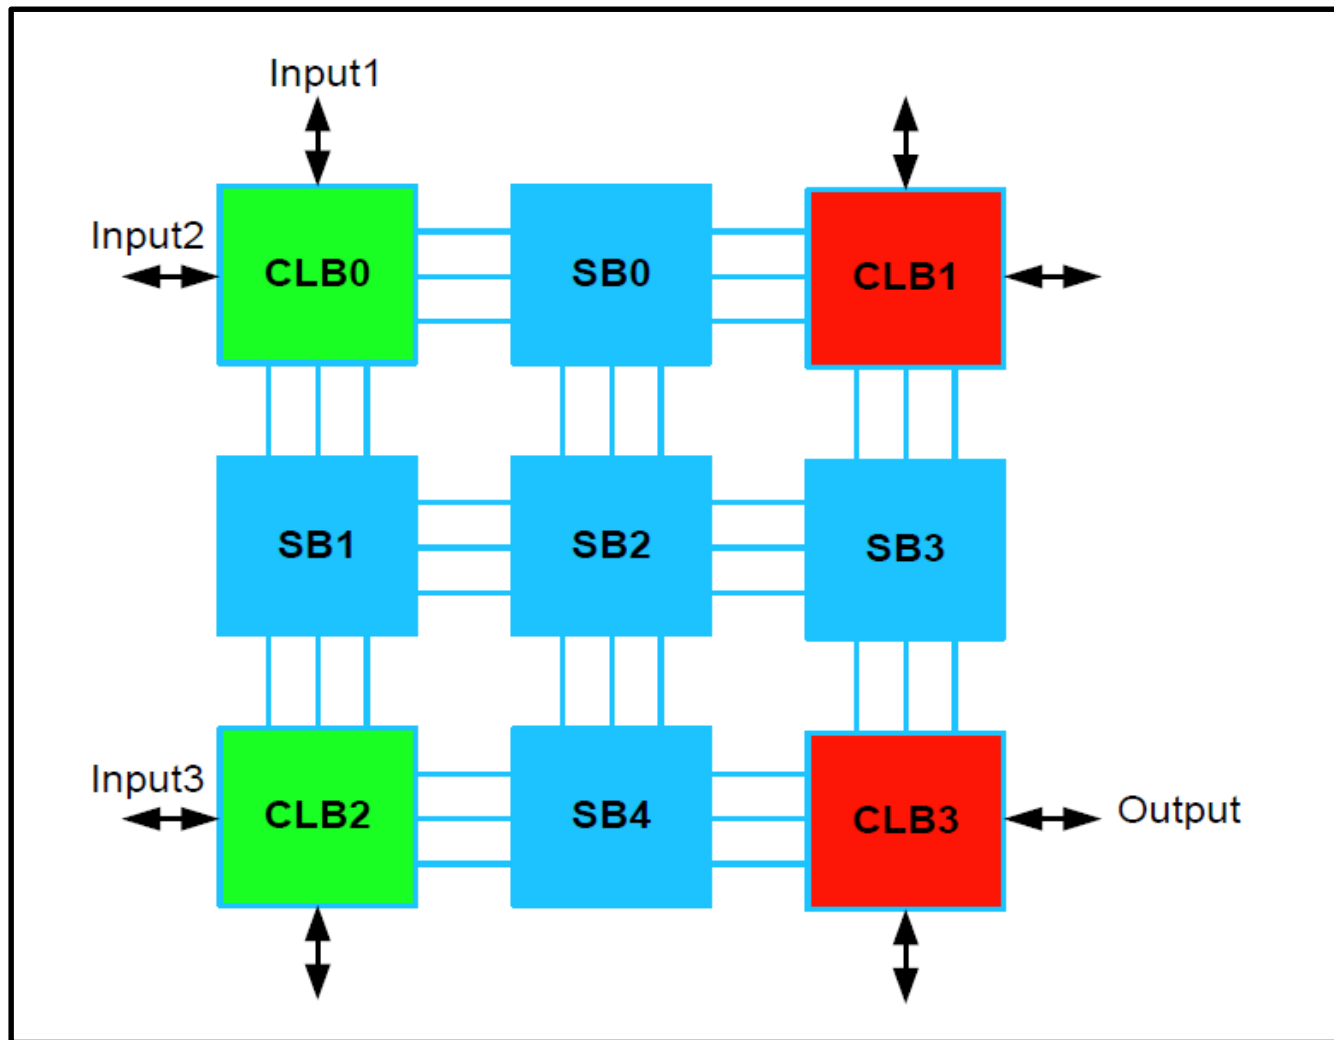 Input1
Input2
CLB0
SB0
CLB1
SB1
SB2
SB3
Input3
CLB2
SB4
CLB3
Output